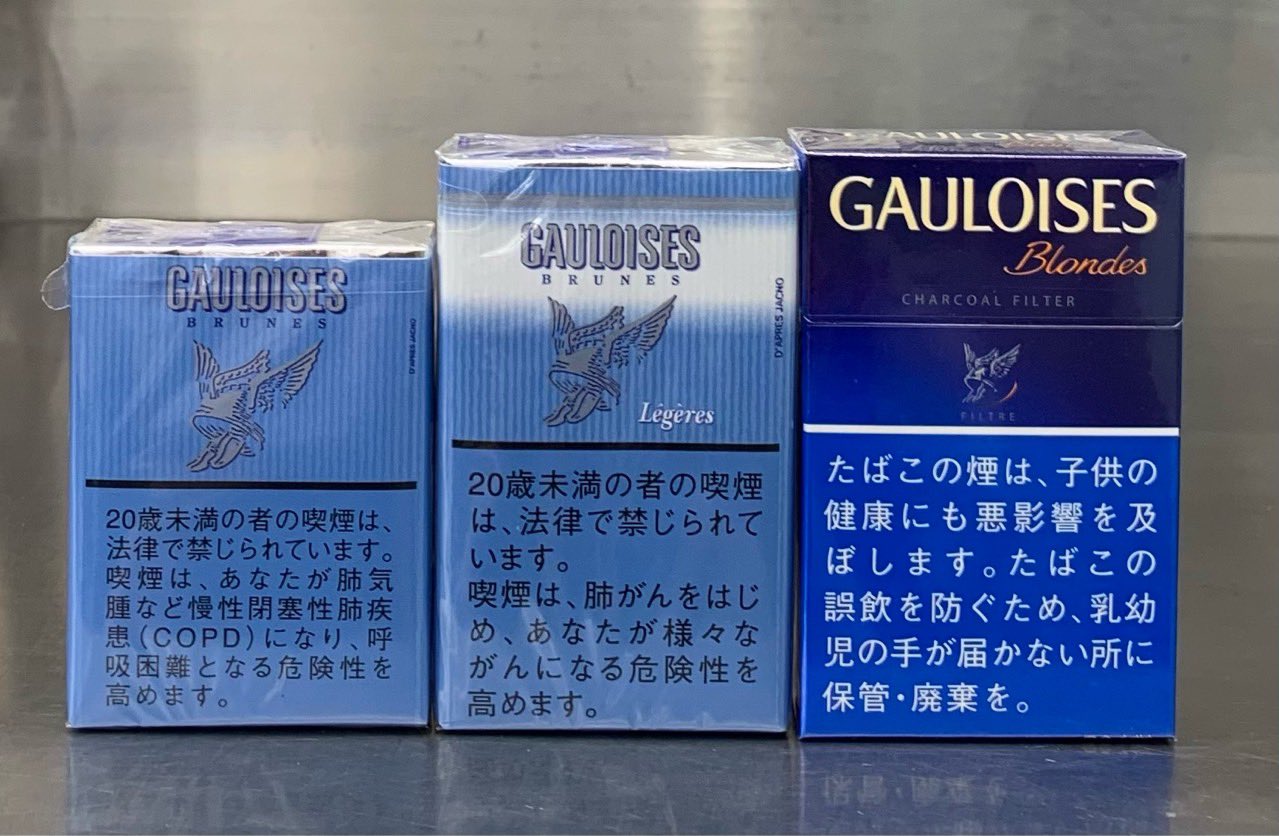 GAULOISES
BRUNES
D'APRÈS JACNO
20歳未満の者の喫煙は、
法律で禁じられています。
喫煙は、あなたが肺気
腫など慢性閉塞性肺疾
患(COPD)になり、呼
吸困難となる危険性を
高めます。
GAULOISES
BRUNES
D'APRÈS JACNO
Légères
20歳未満の者の喫煙
は、法律で禁じられて
います。
喫煙は、肺がんをはじ
め、あなたが様々な
がんになる危険性を
高めます。
GAULOISES
GAULOISES
Blondes
CHARCOAL FILTER
FILTRE
たばこの煙は、子供の
健康にも悪影響を及
ぼします。たばこの
誤飲を防ぐため、乳幼
児の手が届かない所に
保管・廃棄を。